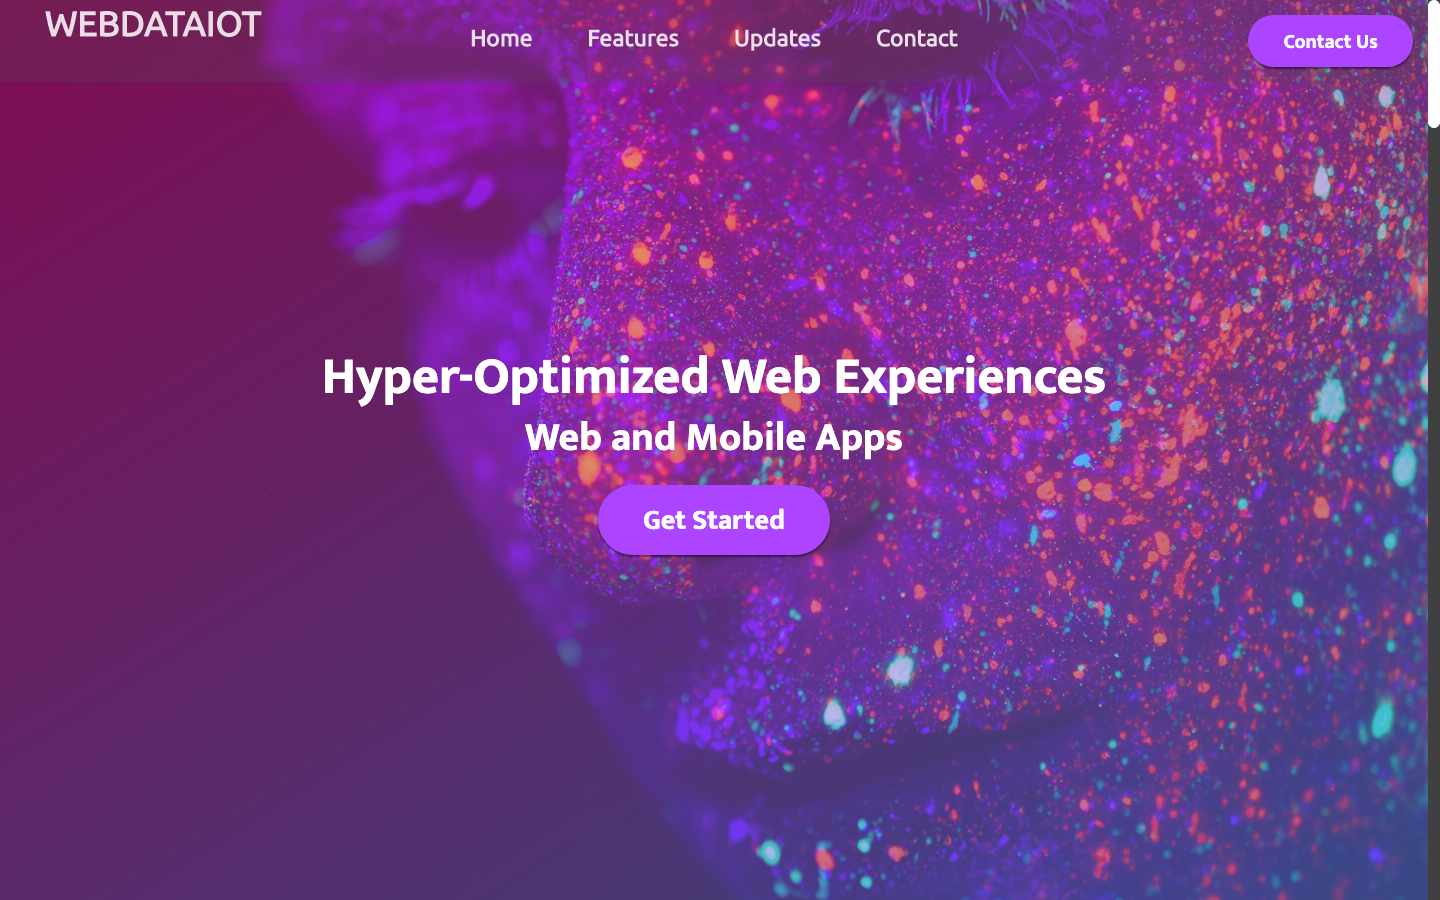 WEBDATAIOT
Home Features Updates Contact
Contact Us
Hyper-Optimized Web Experiences
Web and Mobile Apps
Get Started